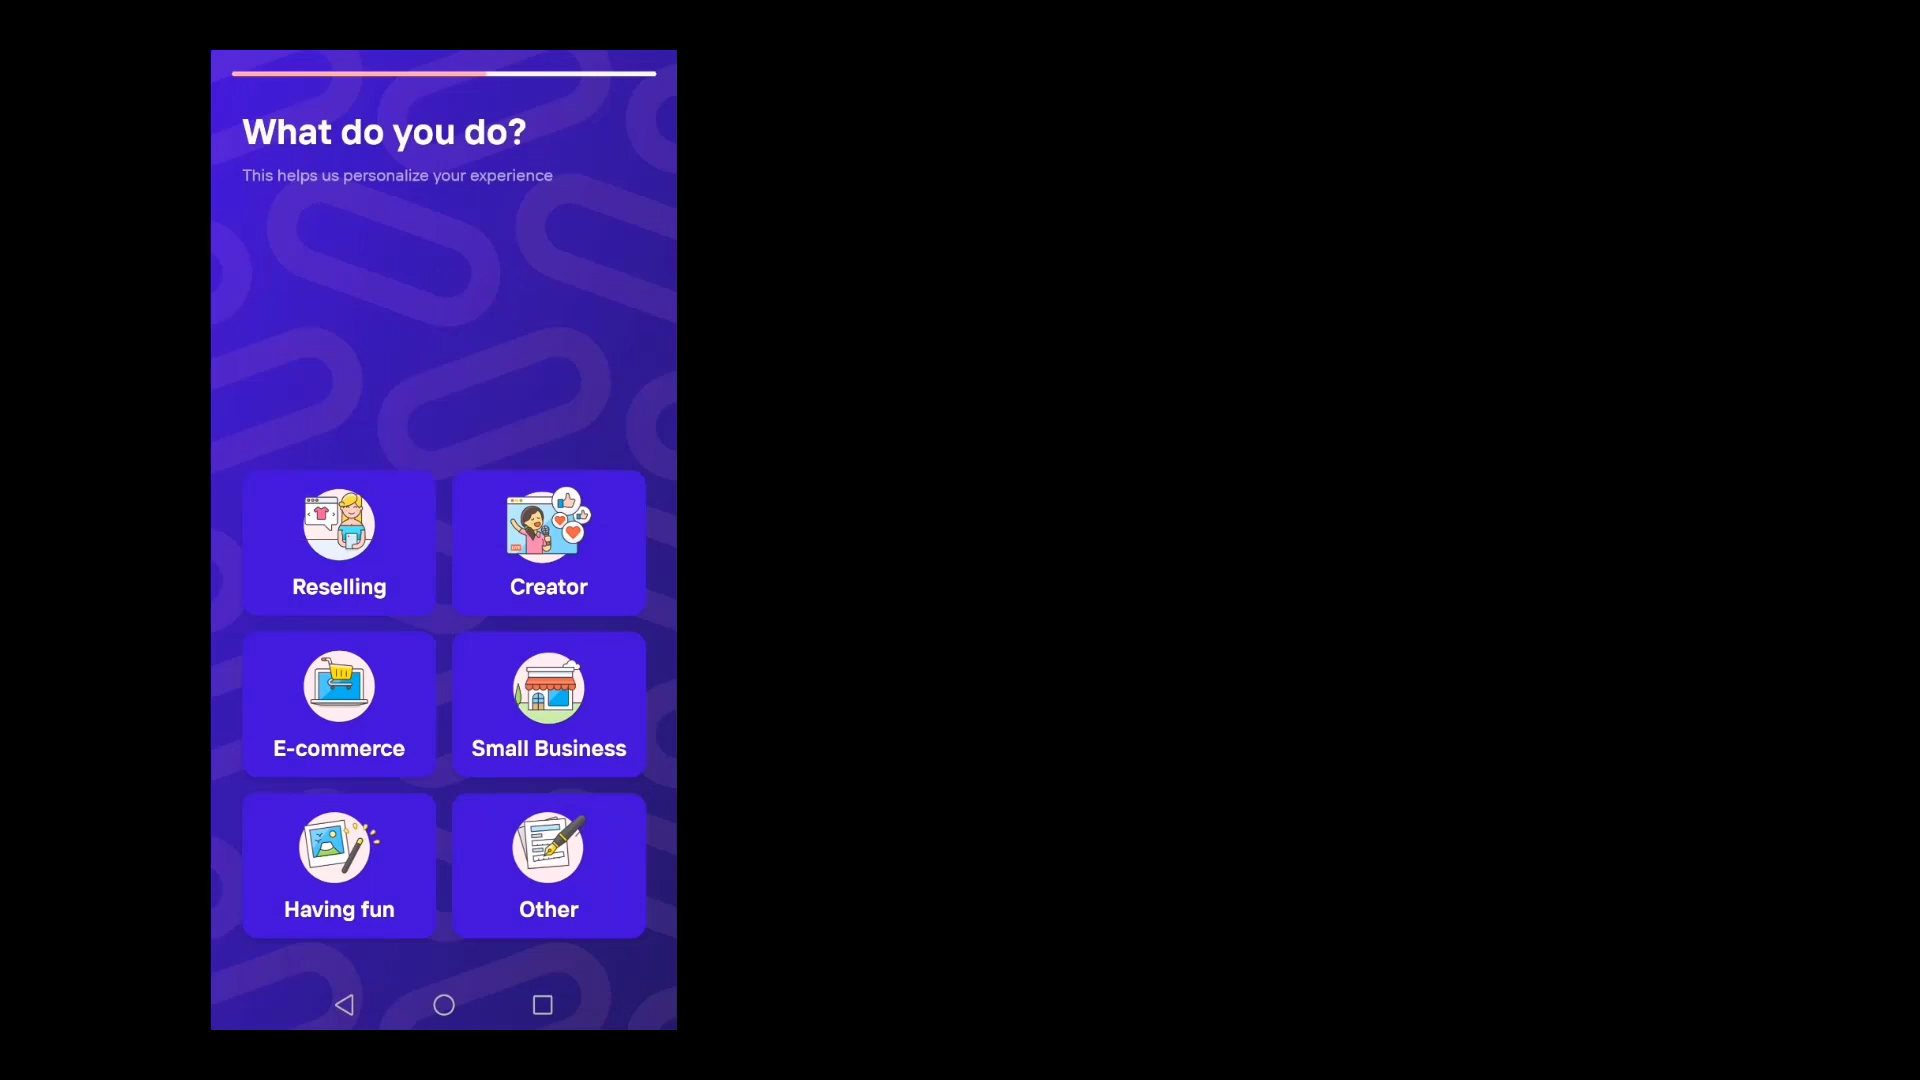 What do you do?
This helps us personalize your experience
Reselling
Creator
E-commerce
Small Business
Having fun
Other